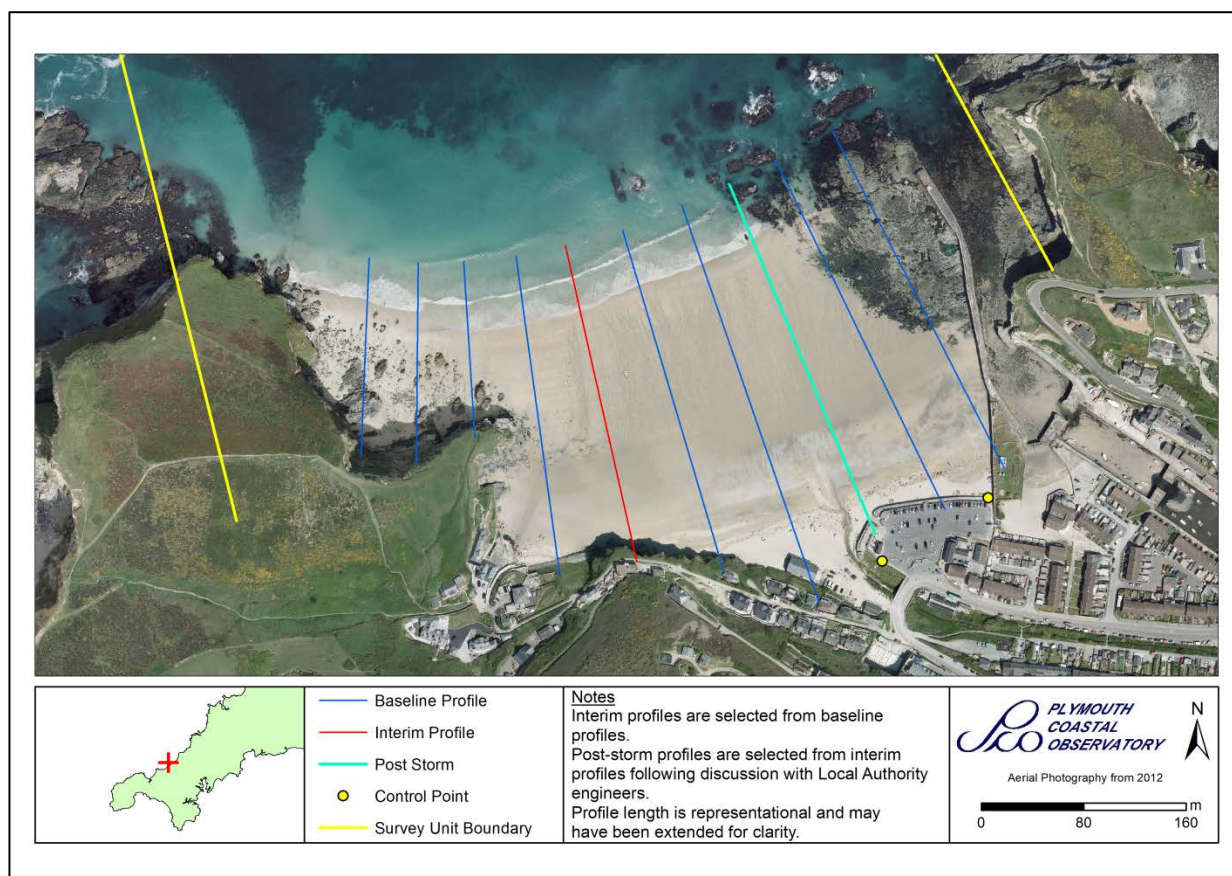 Baseline Profile
Interim Profile
Post Storm
Control Point
Survey Unit Boundary
Notes
Interim profiles are selected from baseline
profiles.
Post-storm profiles are selected from interim
profiles following discussion with Local Authority
engineers.
Profile length is representational and may
have been extended for clarity.
PLYMOUTH
COASTAL
OBSERVATORY
N
Aerial Photography from 2012
m
0 80 160